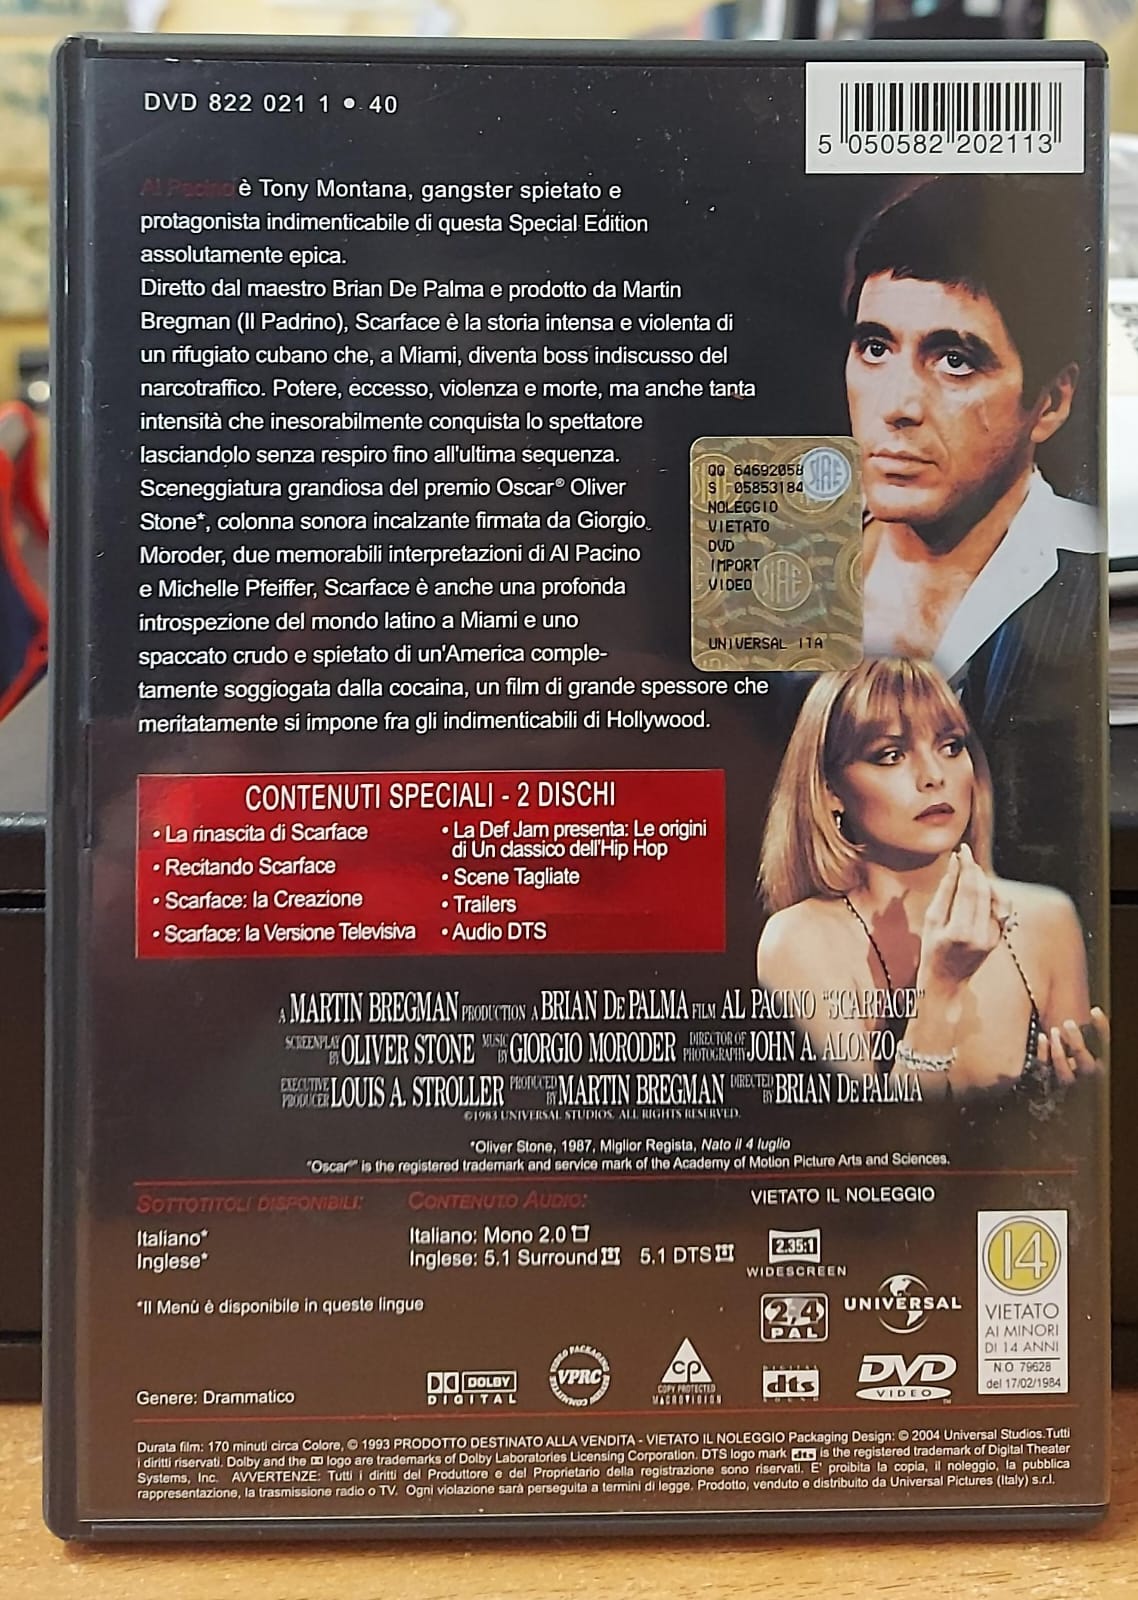 DVD 822 021 1 • 40
5 050582 202113
Al Pacino è Tony Montana, gangster spietato e
protagonista indimenticabile di questa Special Edition
assolutamente epica.
Diretto dal maestro Brian De Palma e prodotto da Martin
Bregman (Il Padrino), Scarface è la storia intensa e violenta di
un rifugiato cubano che, a Miami, diventa boss indiscusso del
narcotraffico. Potere, eccesso, violenza e morte, ma anche tanta
intensità che inesorabilmente conquista lo spettatore
lasciandolo senza respiro fino all'ultima sequenza.
Sceneggiatura grandiosa del premio Oscar® Oliver
Stone*, colonna sonora incalzante firmata da Giorgio
Moroder, due memorabili interpretazioni di Al Pacino
e Michelle Pfeiffer, Scarface è anche una profonda
introspezione del mondo latino a Miami e uno
spaccato crudo e spietato di un'America comple-
tamente soggiogata dalla cocaina, un film di grande spessore che
meritatamente si impone fra gli indimenticabili di Hollywood.
QQ 64692058
S 05853184
NOLEGGIO
VIETATO
DVD
IMPORT
VIDEO
UNIVERSAL ITA
SIAE
SIAE
CONTENUTI SPECIALI - 2 DISCHI
• La rinascita di Scarface
• Recitando Scarface
• Scarface: la Creazione
• Scarface: la Versione Televisiva
• La Def Jam presenta: Le origini
di Un classico dell'Hip Hop
• Scene Tagliate
• Trailers
• Audio DTS
A MARTIN BREGMAN PRODUCTION A BRIAN DE PALMA FILM AL PACINO "SCARFACE"
SCREENPLAY BY OLIVER STONE MUSIC BY GIORGIO MORODER DIRECTOR OF PHOTOGRAPHY JOHN A. ALONZO
EXECUTIVE PRODUCER LOUIS A. STROLLER PRODUCED BY MARTIN BREGMAN DIRECTED BY BRIAN DE PALMA
©1983 UNIVERSAL STUDIOS. ALL RIGHTS RESERVED.
*Oliver Stone, 1987, Miglior Regista, Nato il 4 luglio
"Oscar®" is the registered trademark and service mark of the Academy of Motion Picture Arts and Sciences.
SOTTOTITOLI DISPONIBILI:
Italiano*
Inglese*
*Il Menù é disponibile in queste lingue
CONTENUTO AUDIO:
Italiano: Mono 2.0
Inglese: 5.1 Surround 5.1 DTS
VIETATO IL NOLEGGIO
2.35:1
WIDESCREEN
2,4
PAL
UNIVERSAL
14
VIETATO
AI MINORI
DI 14 ANNI
N.O. 79628
del 17/02/1984
Genere: Drammatico
DOLBY
DIGITAL
VIDEO PACKAGING REVIEW COMMITTEE
VPRC
CP
COPY PROTECTED
MACROVISION
DIGITAL
dts
SOUND
DVD
VIDEO
Durata film: 170 minuti circa Colore, © 1993 PRODOTTO DESTINATO ALLA VENDITA - VIETATO IL NOLEGGIO Packaging Design: © 2004 Universal Studios.Tutti
i diritti riservati. Dolby and the logo are trademarks of Dolby Laboratories Licensing Corporation. DTS logo mark dts is the registered trademark of Digital Theater
Systems, Inc. AVVERTENZE: Tutti i diritti del Produttore e del Proprietario della registrazione sono riservati. E' proibita la copia, il noleggio, la pubblica
rappresentazione, la trasmissione radio o TV. Ogni violazione sarà perseguita a termini di legge. Prodotto, venduto e distribuito da Universal Pictures (Italy) s.r.l.